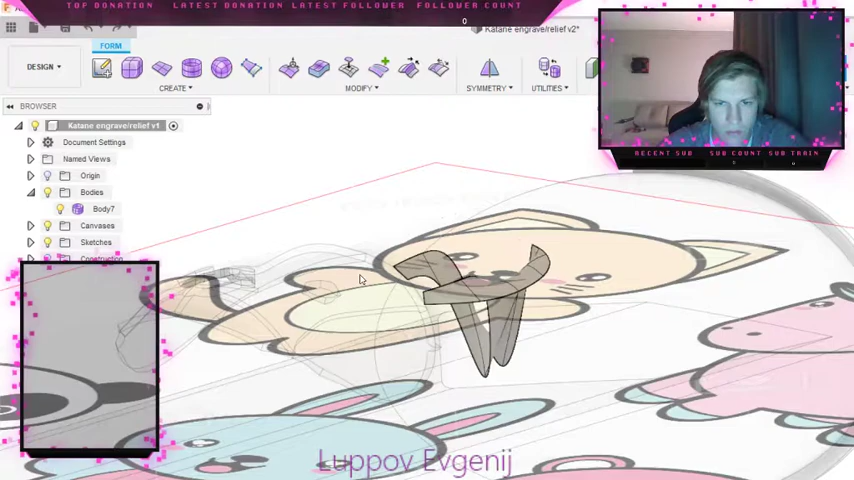 TOP DONATION LATEST DONATION LATEST FOLLOWER FOLLOWER COUNT
0
Katane engrave/relief v2*
FORM
DESIGN
CREATE
MODIFY
SYMMETRY
UTILITIES
RECENT SUB SUB COUNT SUB TRAIN
BROWSER
Katane engrave/relief v1
Document Settings
Named Views
Origin
Bodies
Body7
Canvases
Sketches
Construction
Luppov Evgenij